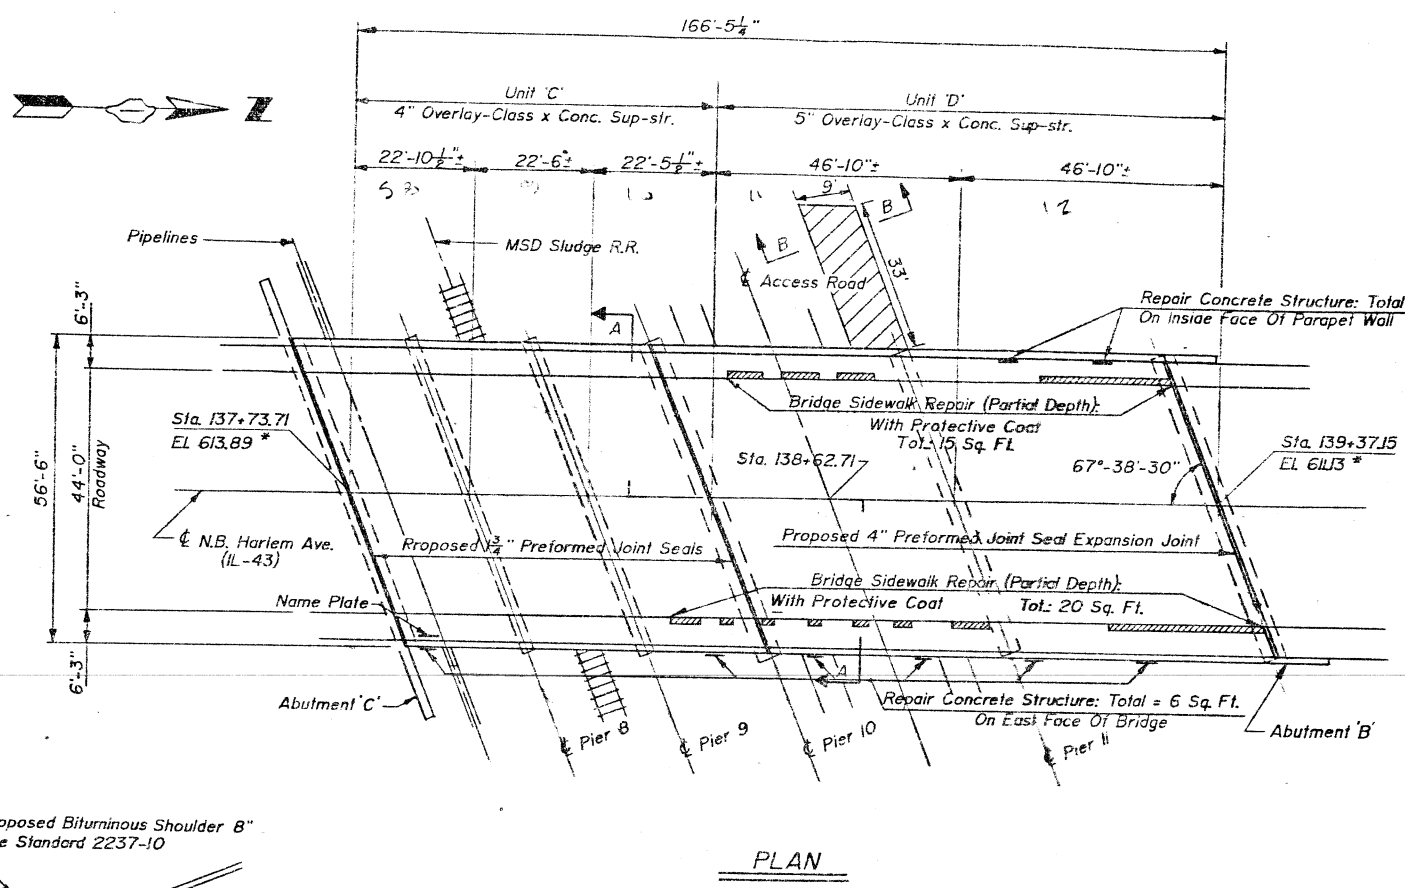 166'-5 1/4"
Unit 'C'
4" Overlay-Class x Conc. Sup-str.
Unit 'D'
5" Overlay-Class x Conc. Sup-str.
22'-10 1/2"±
22'-6"±
22'-5 1/2"±
46'-10"±
46'-10"±
9'
11
12
Z
B
B
33'
Pipelines
MSD Sludge R.R.
℄ Access Road
Repair Concrete Structure: Total
On Inside Face Of Parapet Wall
6'-3"
A
Bridge Sidewalk Repair (Partial Depth):
With Protective Coat
Tot.: 15 Sq. Ft.
Sta. 137+73.71
EL 613.89 *
Sta. 138+62.71
67°-38'-30"
Sta. 139+37.15
EL 611.13 *
56'-6"
44'-0"
Roadway
℄ N.B. Harlem Ave.
(IL-43)
Proposed 1 3/4" Preformed Joint Seals
Proposed 4" Preformed Joint Seal Expansion Joint
Bridge Sidewalk Repair (Partial Depth):
With Protective Coat Tot.: 20 Sq. Ft.
Name Plate
6'-3"
A
Abutment 'C'
Repair Concrete Structure: Total = 6 Sq. Ft.
On East Face Of Bridge
Abutment 'B'
℄ Pier 8
℄ Pier 9
℄ Pier 10
℄ Pier 11
oposed Bituminous Shoulder 8"
e Standard 2237-10
PLAN